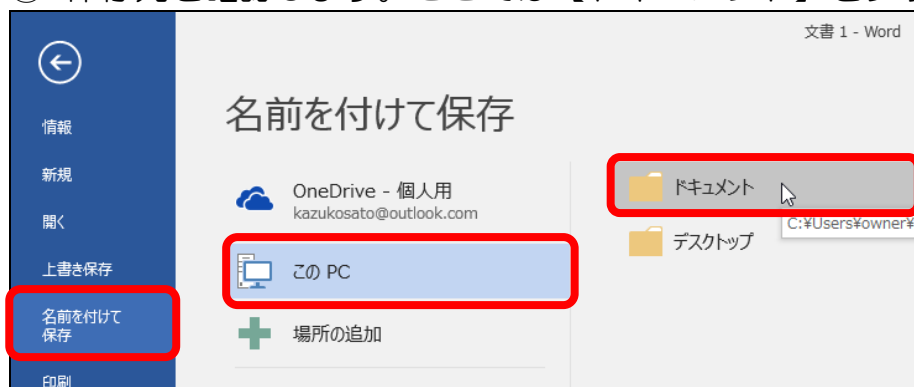 文書 1 - Word
名前を付けて保存
情報
新規
開く
上書き保存
名前を付けて
保存
印刷
OneDrive - 個人用
kazukosato@outlook.com
この PC
場所の追加
ドキュメント
C:¥Users¥owner¥
デスクトップ